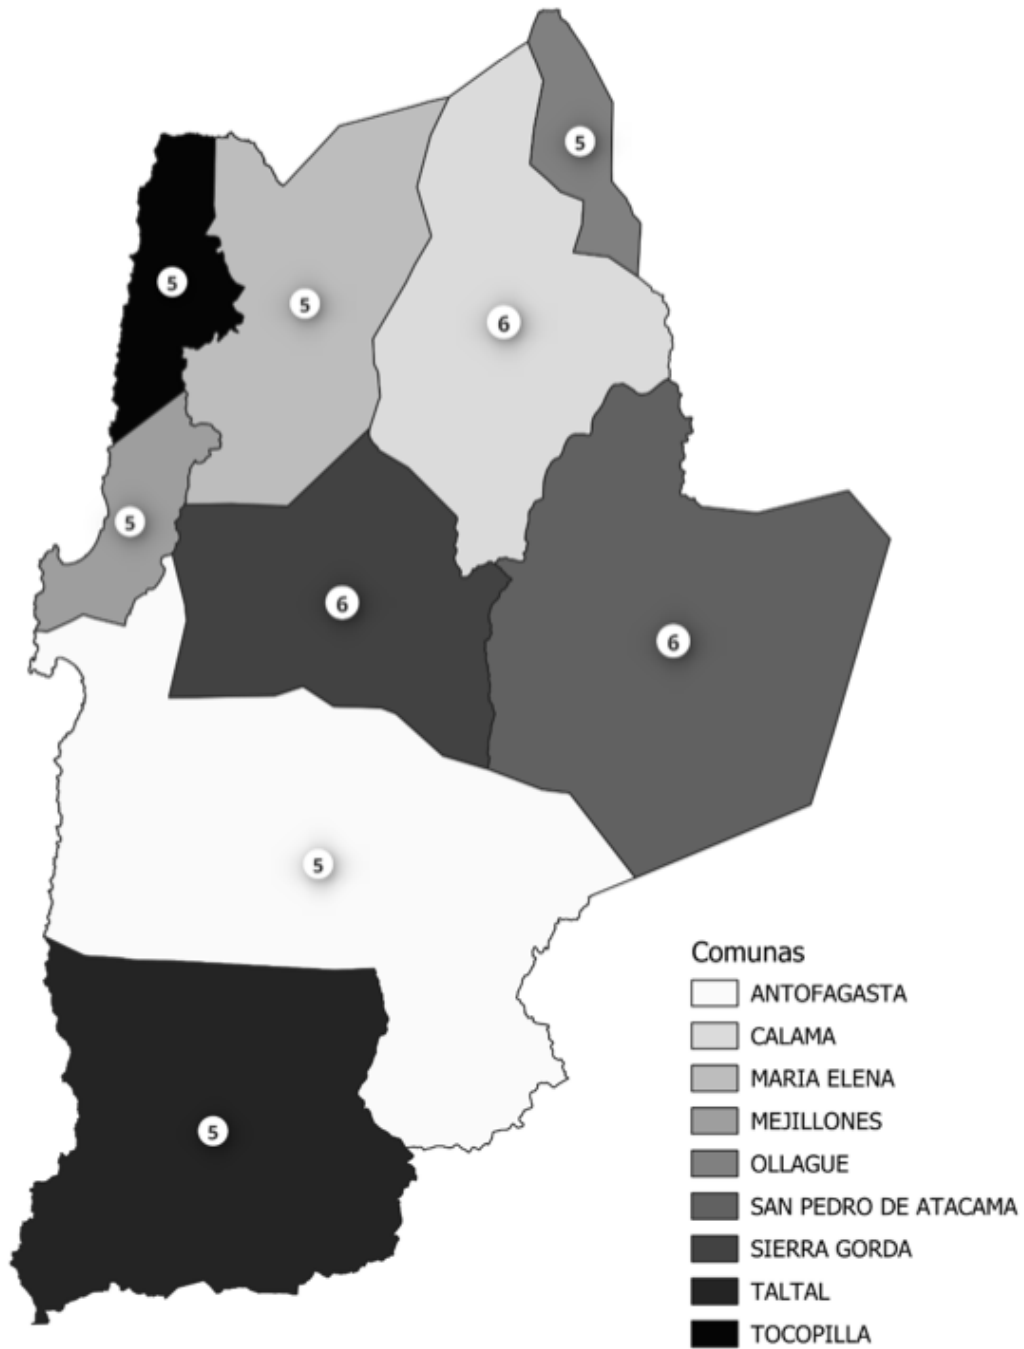 5
5
5
6
5
6
6
5
5
Comunas
ANTOFAGASTA
CALAMA
MARIA ELENA
MEJILLONES
OLLAGUE
SAN PEDRO DE ATACAMA
SIERRA GORDA
TALTAL
TOCOPILLA